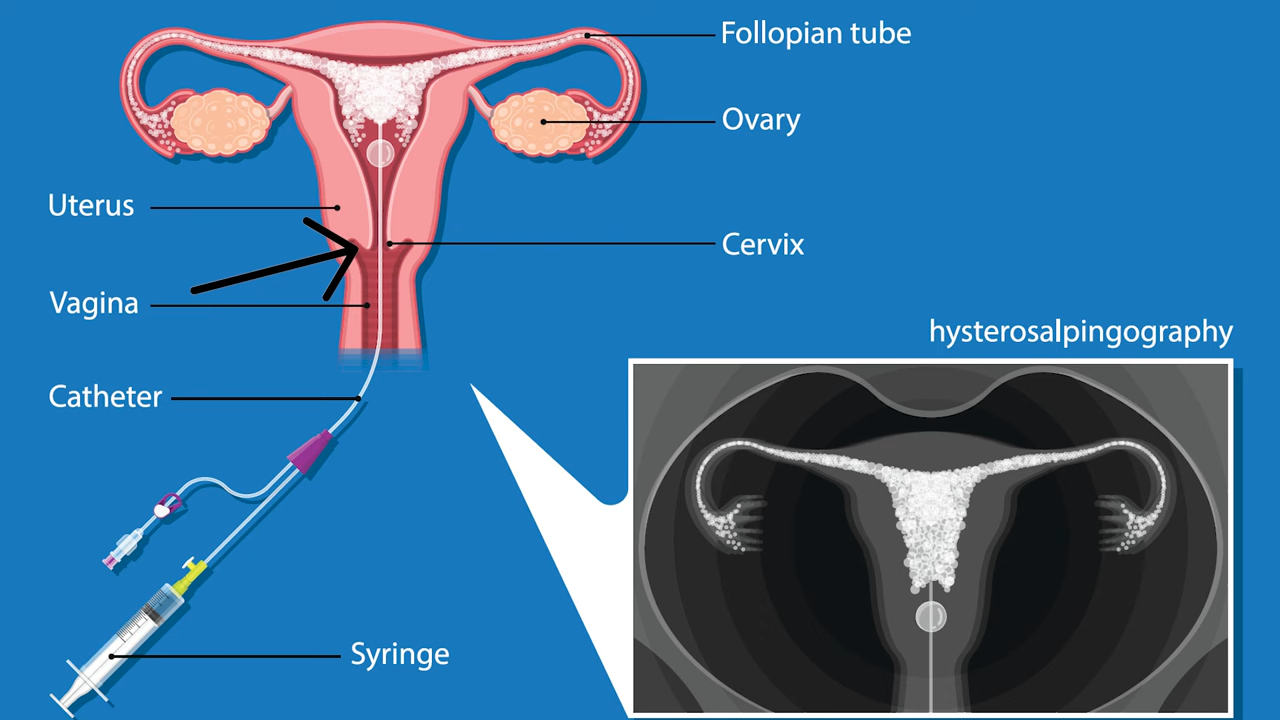 Follopian tube
Ovary
Uterus
Cervix
Vagina
hysterosalpingography
Catheter
Syringe